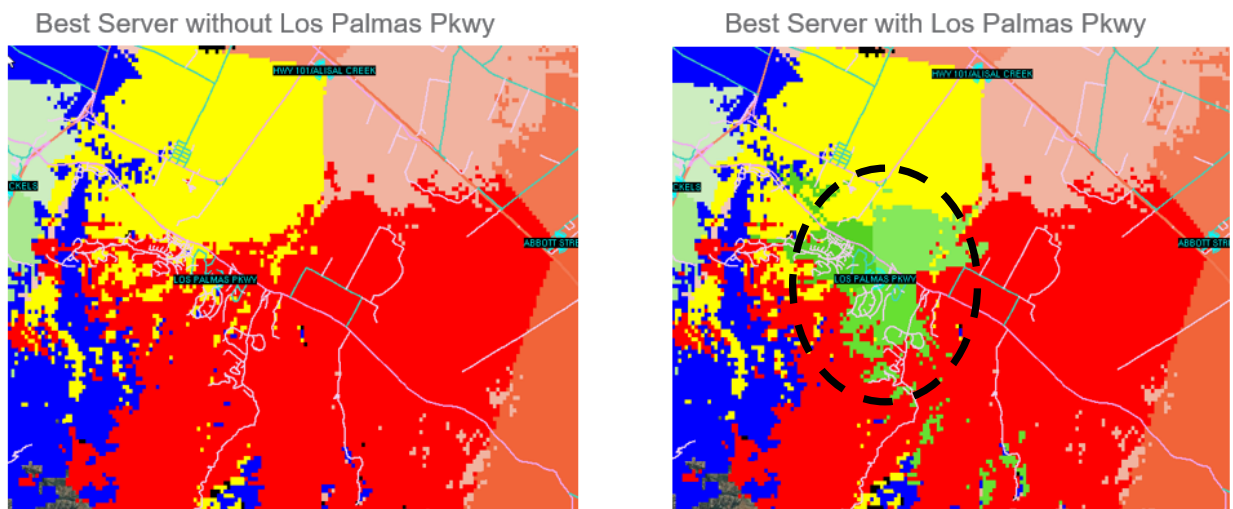 Best Server without Los Palmas Pkwy
Best Server with Los Palmas Pkwy
HWY 101/ALISAL CREEK
CKELS
ABBOTT STRE
LOS PALMAS PKWY
HWY 101/ALISAL CREEK
CKELS
ABBOTT STRE
LOS PALMAS PKWY